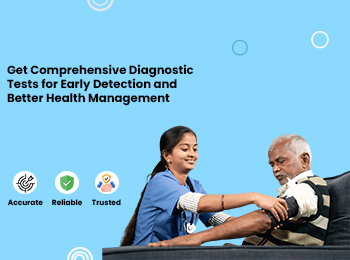 Get Comprehensive Diagnostic
Tests for Early Detection and
Better Health Management
Accurate Reliable Trusted